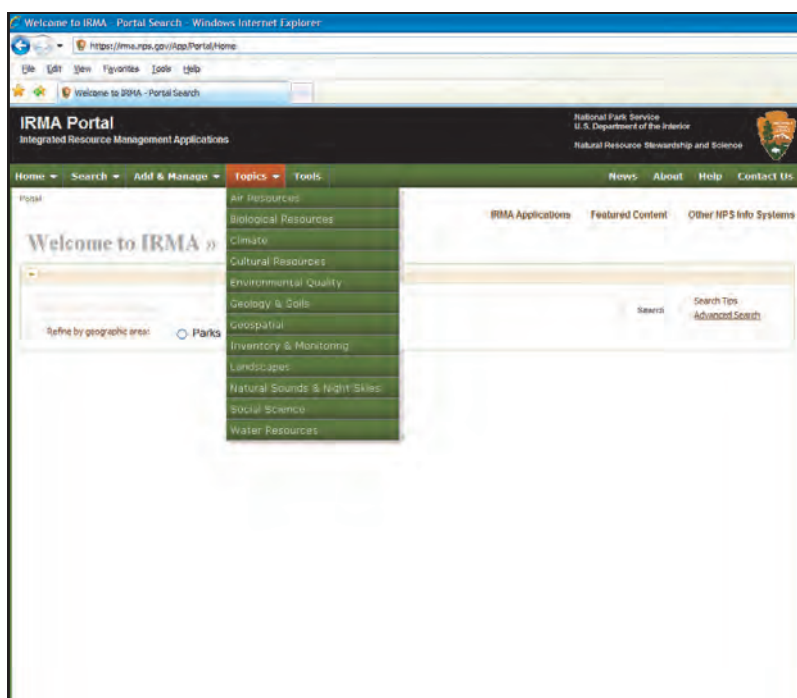 Welcome to IRMA - Portal Search - Windows Internet Explorer
https://irma.nps.gov/App/Portal/Home
File Edit View Favorites Tools Help
Welcome to IRMA - Portal Search
IRMA Portal
Integrated Resource Management Applications
National Park Service
U.S. Department of the Interior
Natural Resource Stewardship and Science
Home Search Add & Manage Topics Tools News About Help Contact Us
Portal
IRMA Applications Featured Content Other NPS Info Systems
Welcome to IRMA »
Air Resources
Biological Resources
Climate
Cultural Resources
Environmental Quality
Geology & Soils
Geospatial
Inventory & Monitoring
Landscapes
Natural Sounds & Night Skies
Social Science
Water Resources
Search
Search Tips
Advanced Search
Refine by geographic area: Parks